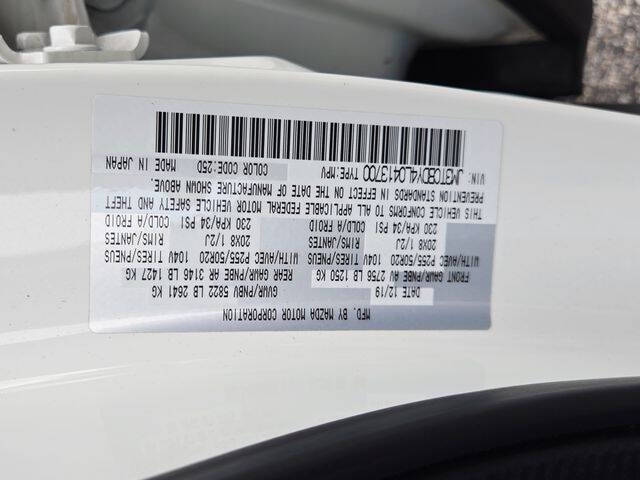 MFD. BY MAZDA MOTOR CORPORATION
DATE 12/19 GVWR/PNBV 5822 LB 2641 KG
FRONT GAWR/PNBE AV 2756 LB 1250 KG REAR GAWR/PNBE AR 3146 LB 1427 KG
WITH/AVEC P255/50R20 104V TIRES/PNEUS WITH/AVEC P255/50R20 104V TIRES/PNEUS
20X8 1/2J RIMS/JANTES 20X8 1/2J RIMS/JANTES
230 KPA/34 PSI COLD/A FROID 230 KPA/34 PSI COLD/A FROID
THIS VEHICLE CONFORMS TO ALL APPLICABLE FEDERAL MOTOR VEHICLE SAFETY AND THEFT
PREVENTION STANDARDS IN EFFECT ON THE DATE OF MANUFACTURE SHOWN ABOVE.
VIN: JM3TCBDY4L0413700 TYPE:MPV COLOR CODE:25D MADE IN JAPAN